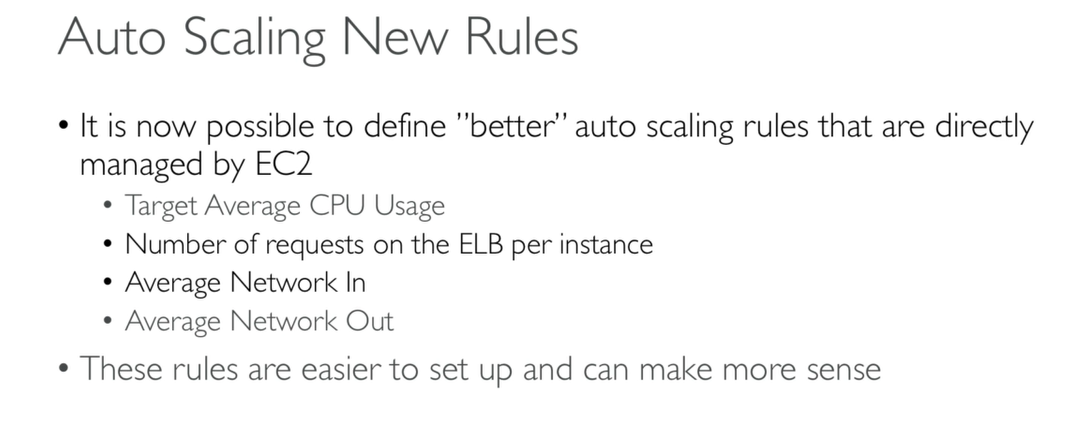 Auto Scaling New Rules
• It is now possible to define ”better” auto scaling rules that are directly
managed by EC2
• Target Average CPU Usage
• Number of requests on the ELB per instance
• Average Network In
• Average Network Out
• These rules are easier to set up and can make more sense